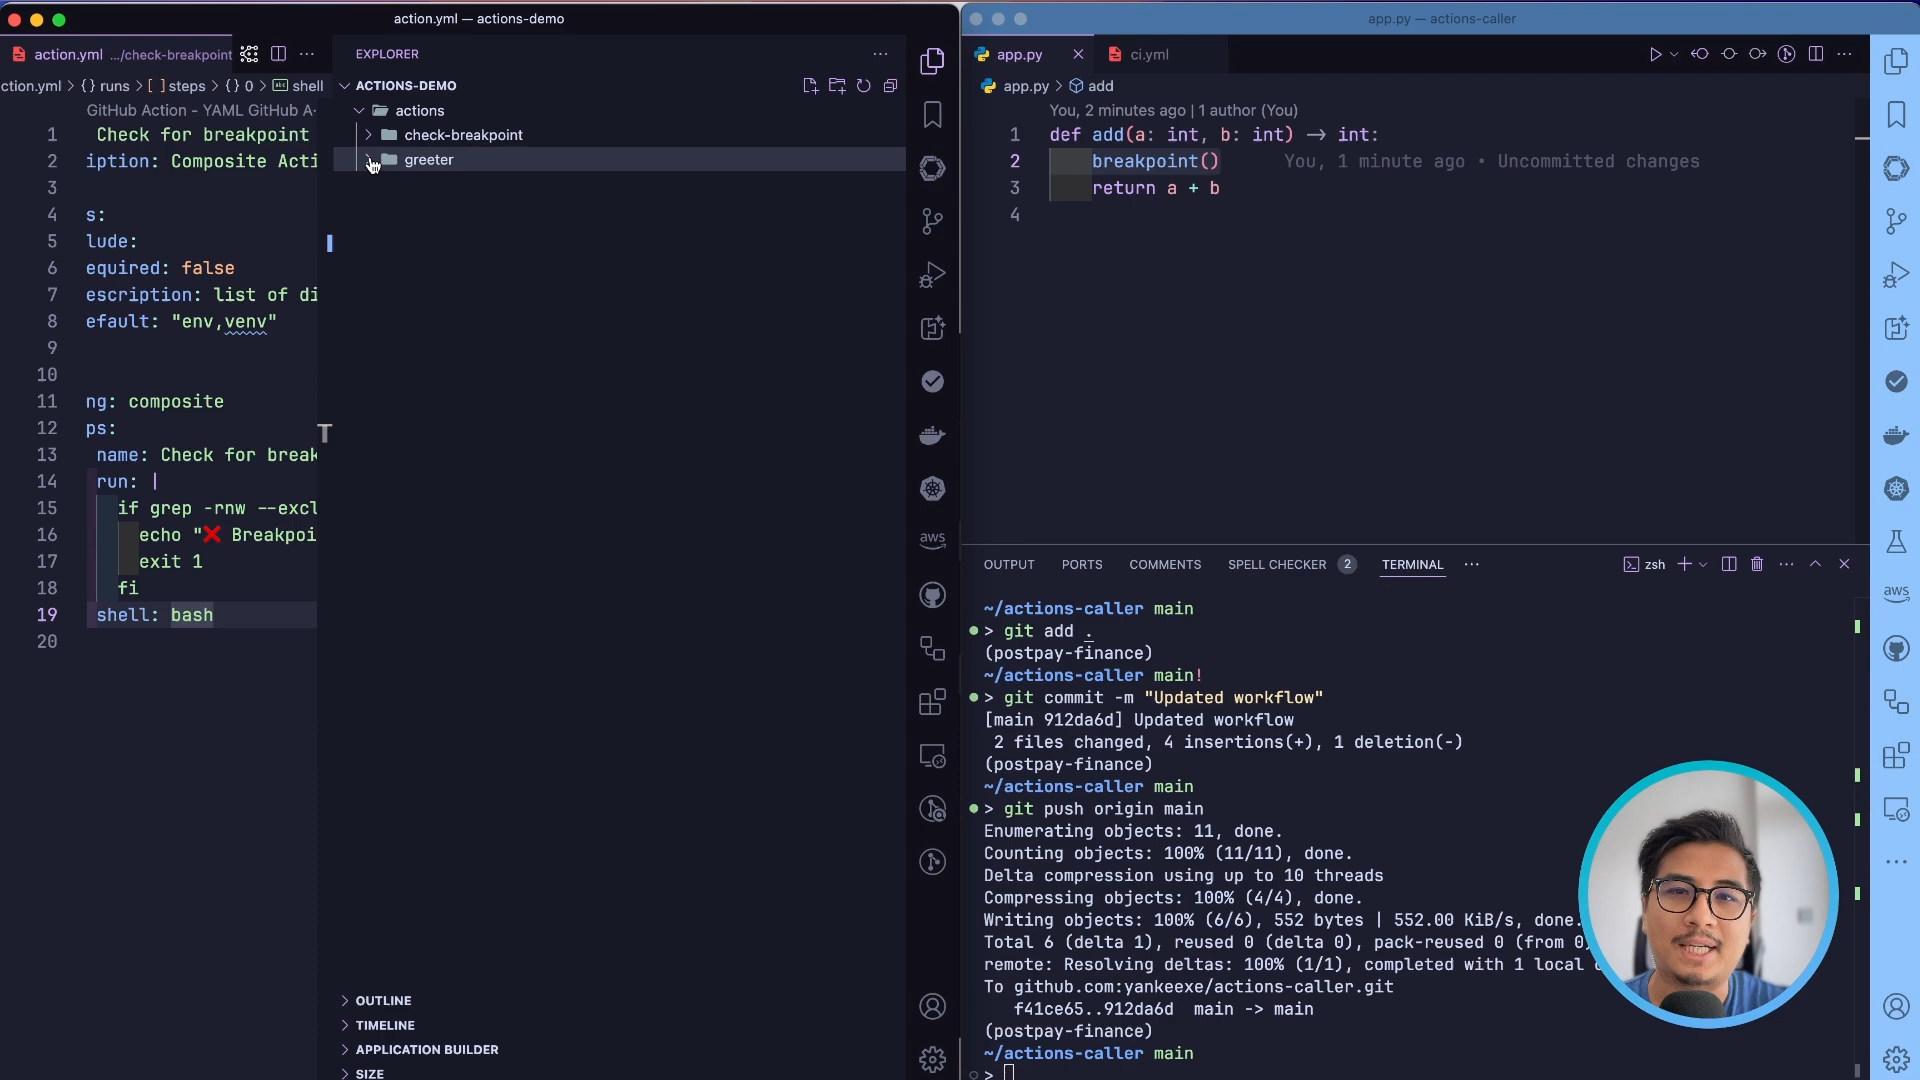 action.yml — actions-demo
action.yml .../check-breakpoint
ction.yml > {} runs > [ ] steps > {} 0 > abc shell
GitHub Action - YAML GitHub A-
1 Check for breakpoint
2 iption: Composite Acti
3
4 s:
5 lude:
6 equired: false
7 escription: list of di
8 efault: "env,venv"
9
10
11 ng: composite
12 ps:
13 name: Check for break
14 run: |
15 if grep -rnw --excl
16 echo "❌ Breakpoi
17 exit 1
18 fi
19 shell: bash
20
T
EXPLORER
ACTIONS-DEMO
actions
check-breakpoint
greeter
OUTLINE
TIMELINE
APPLICATION BUILDER
SIZE
aws
app.py — actions-caller
app.py
ci.yml
app.py > add
You, 2 minutes ago | 1 author (You)
1 def add(a: int, b: int) -> int:
2 breakpoint() You, 1 minute ago • Uncommitted changes
3 return a + b
4
OUTPUT PORTS COMMENTS SPELL CHECKER 2 TERMINAL
zsh
~/actions-caller main
> git add .
(postpay-finance)
~/actions-caller main!
> git commit -m "Updated workflow"
[main 912da6d] Updated workflow
2 files changed, 4 insertions(+), 1 deletion(-)
(postpay-finance)
~/actions-caller main
> git push origin main
Enumerating objects: 11, done.
Counting objects: 100% (11/11), done.
Delta compression using up to 10 threads
Compressing objects: 100% (4/4), done.
Writing objects: 100% (6/6), 552 bytes | 552.00 KiB/s, done.
Total 6 (delta 1), reused 0 (delta 0), pack-reused 0 (from 0)
remote: Resolving deltas: 100% (1/1), completed with 1 local
To github.com:yankeexe/actions-caller.git
f41ce65..912da6d main -> main
(postpay-finance)
~/actions-caller main
>
aws